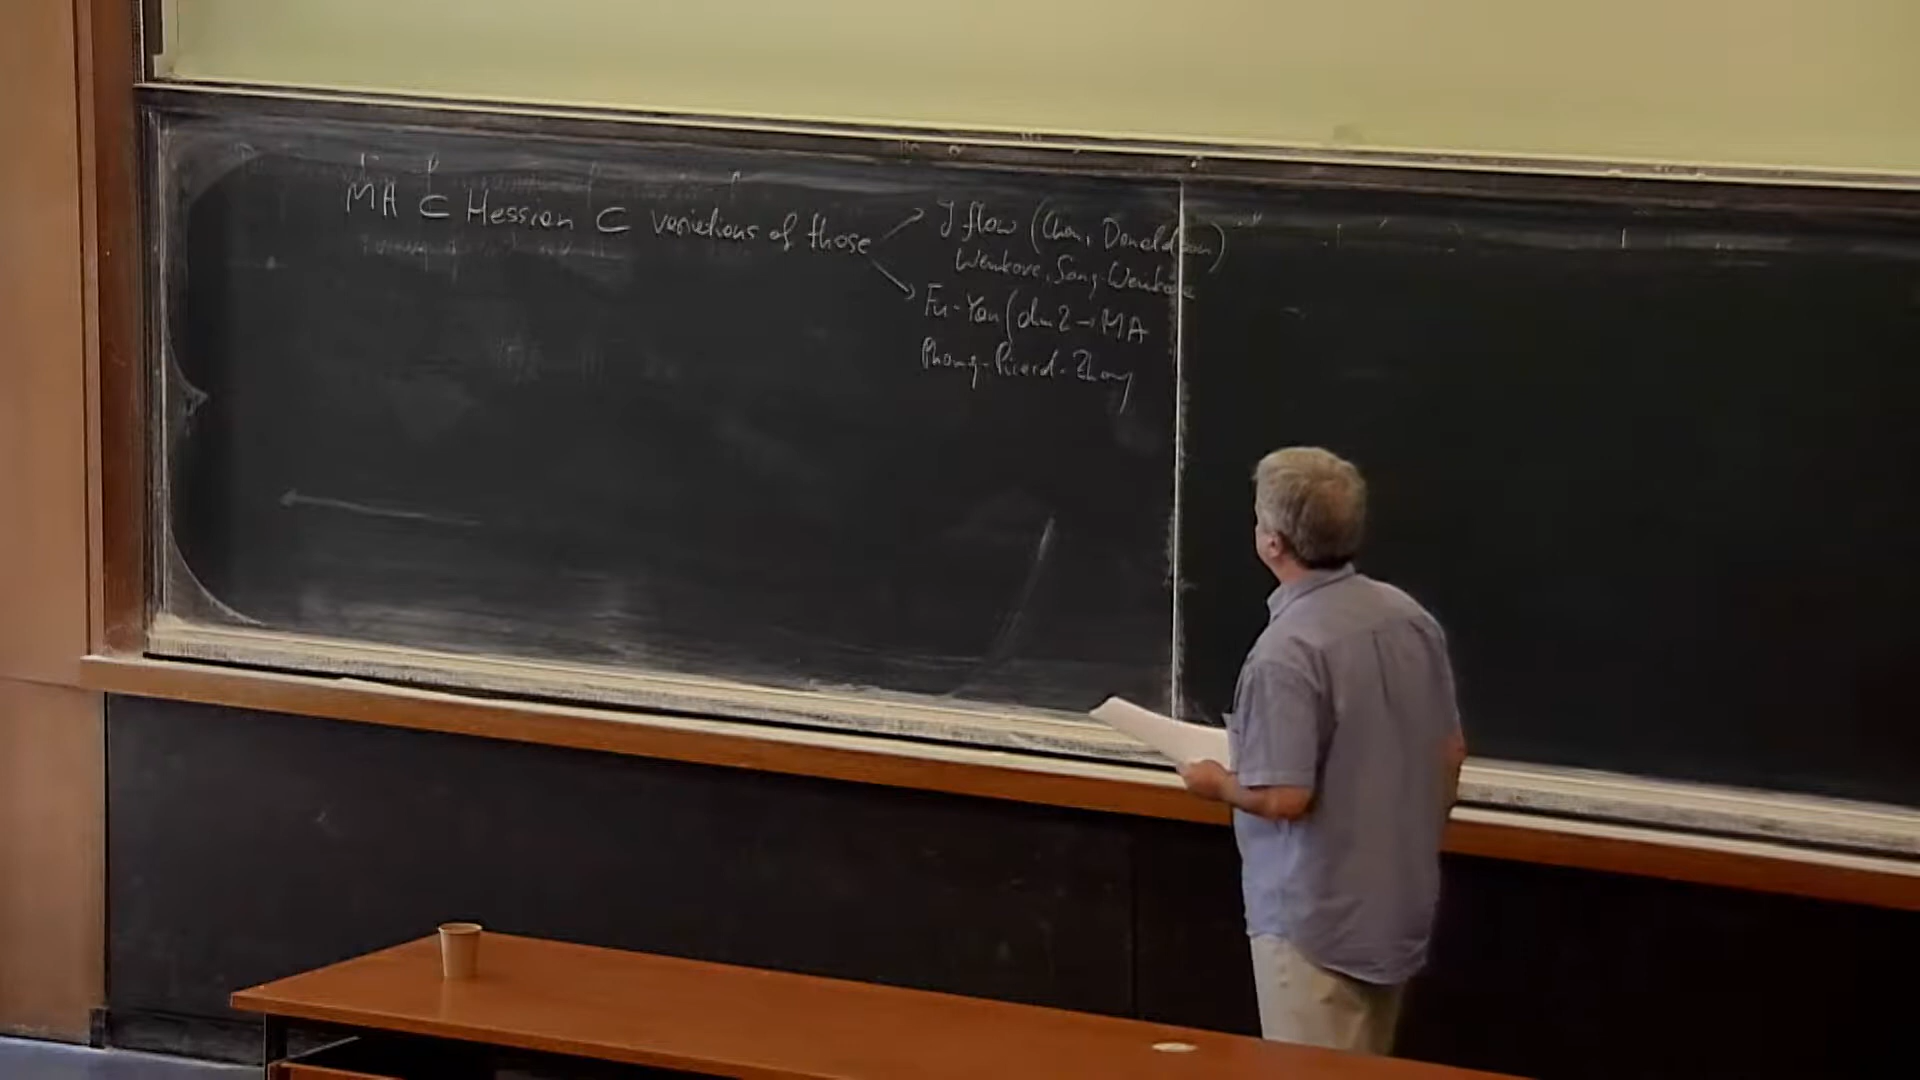 MA ⊂ Hessian ⊂ variations of those
J flow (Chen, Donaldson)
Weinkove, Song-Weinkove
Fu-Yau (dim 2 → MA
Phong-Picard-Zhang